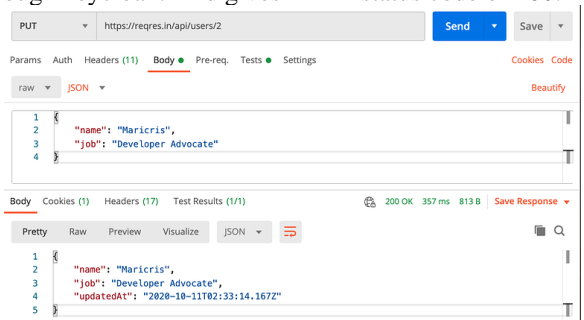 PUT https://reqres.in/api/users/2 Send Save
Params Auth Headers (11) Body Pre-req. Tests Settings Cookies Code
raw JSON Beautify
1 {
2 "name": "Maricris",
3 "job": "Developer Advocate"
4 }
Body Cookies (1) Headers (17) Test Results (1/1) 200 OK 357 ms 813 B Save Response
Pretty Raw Preview Visualize JSON
1 {
2 "name": "Maricris",
3 "job": "Developer Advocate",
4 "updatedAt": "2020-10-11T02:33:14.167Z"
5 }